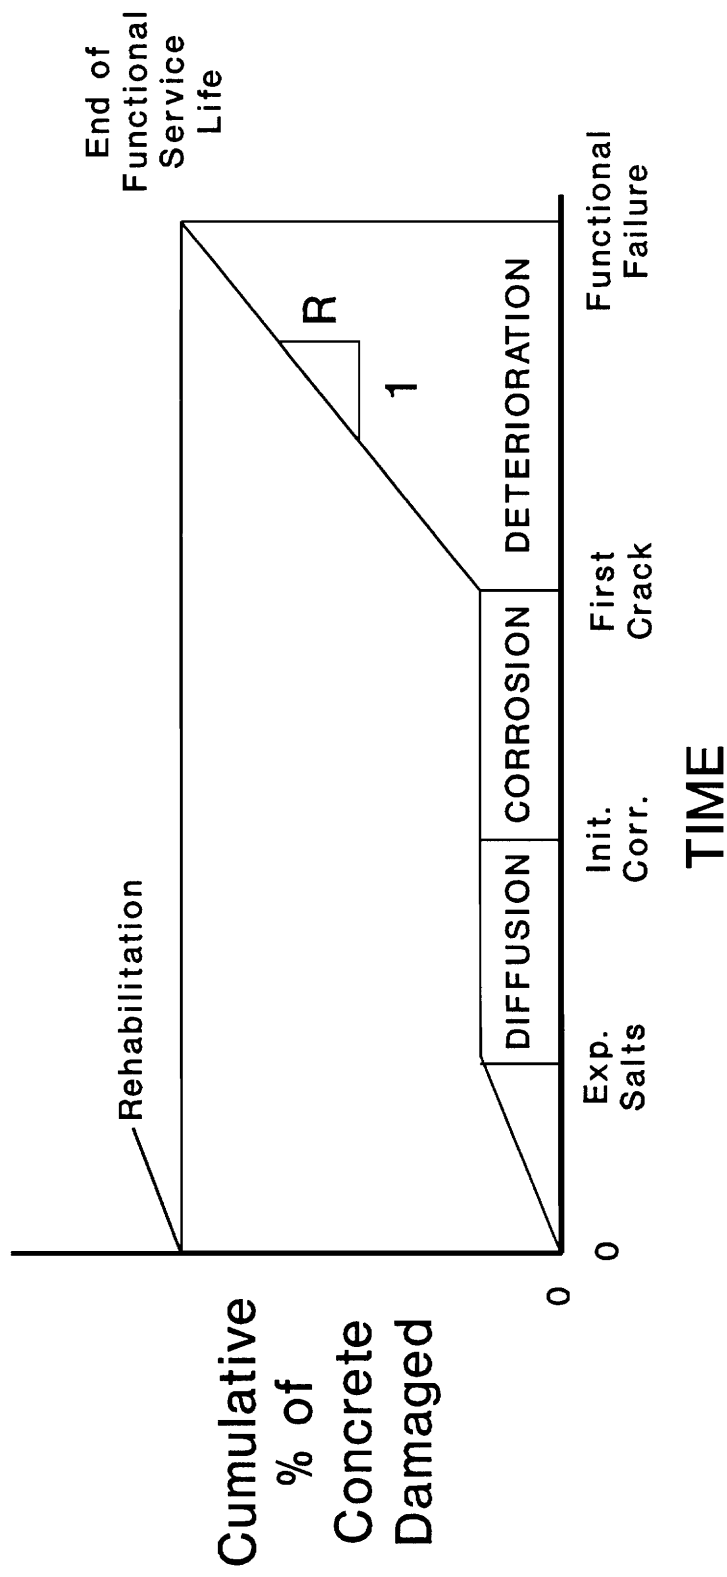 End of
Functional
Service
Life
Rehabilitation
R
1
Cumulative
% of
Concrete
Damaged
DIFFUSION
CORROSION
DETERIORATION
0
0
Exp.
Salts
Init.
Corr.
First
Crack
Functional
Failure
TIME